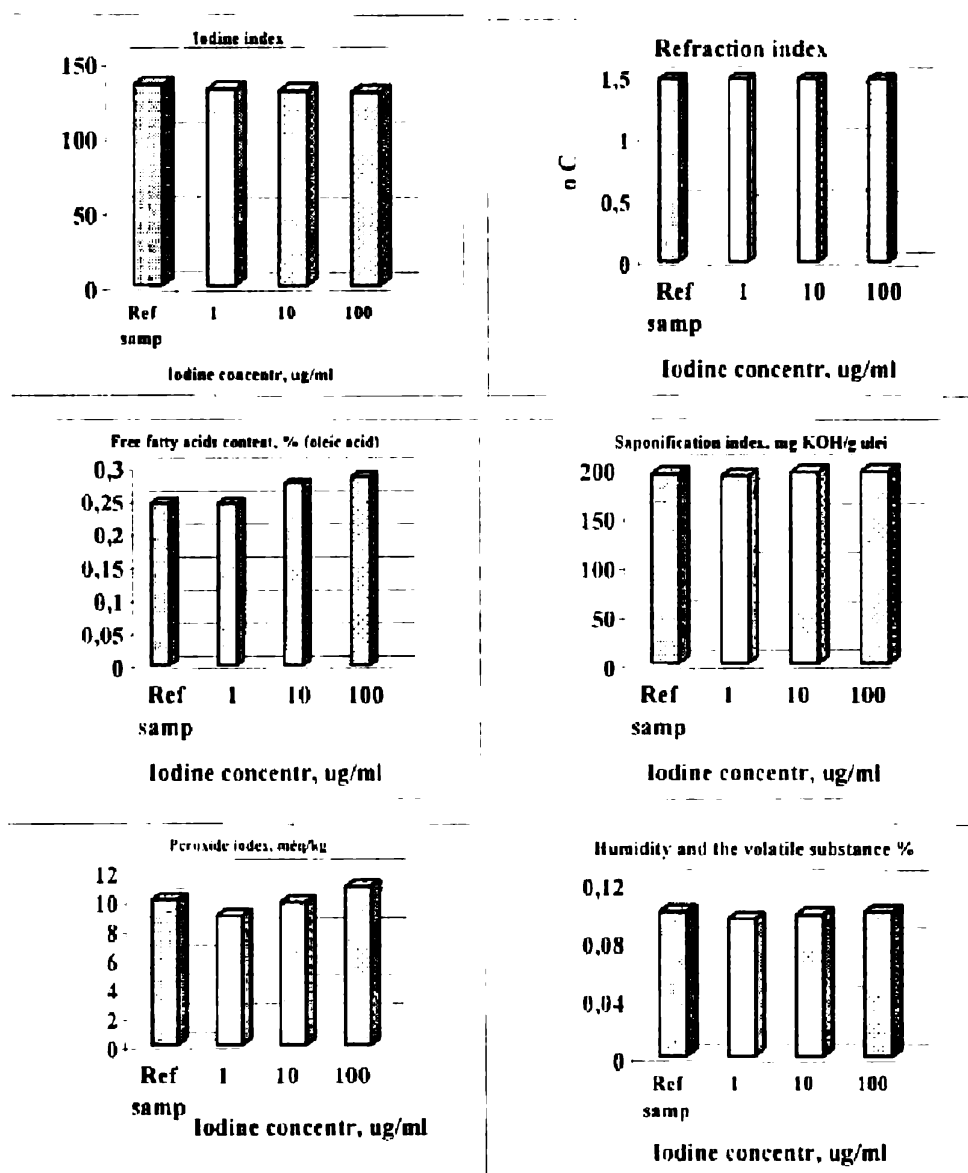 Iodine index
150
100
50
0
Ref samp 1 10 100
Iodine concentr, ug/ml
Refraction index
o C
1,5
1
0,5
0
Ref samp 1 10 100
Iodine concentr, ug/ml
Free fatty acids content, % (oleic acid)
0,3
0,25
0,2
0,15
0,1
0,05
0
Ref samp 1 10 100
Iodine concentr, ug/ml
Saponification index, mg KOH/g ulei
200
150
100
50
0
Ref samp 1 10 100
Iodine concentr, ug/ml
Peroxide index, meq/kg
12
10
8
6
4
2
0
Ref samp 1 10 100
Iodine concentr, ug/ml
Humidity and the volatile substance %
0,12
0,08
0,04
0
Ref samp 1 10 100
Iodine concentr, ug/ml